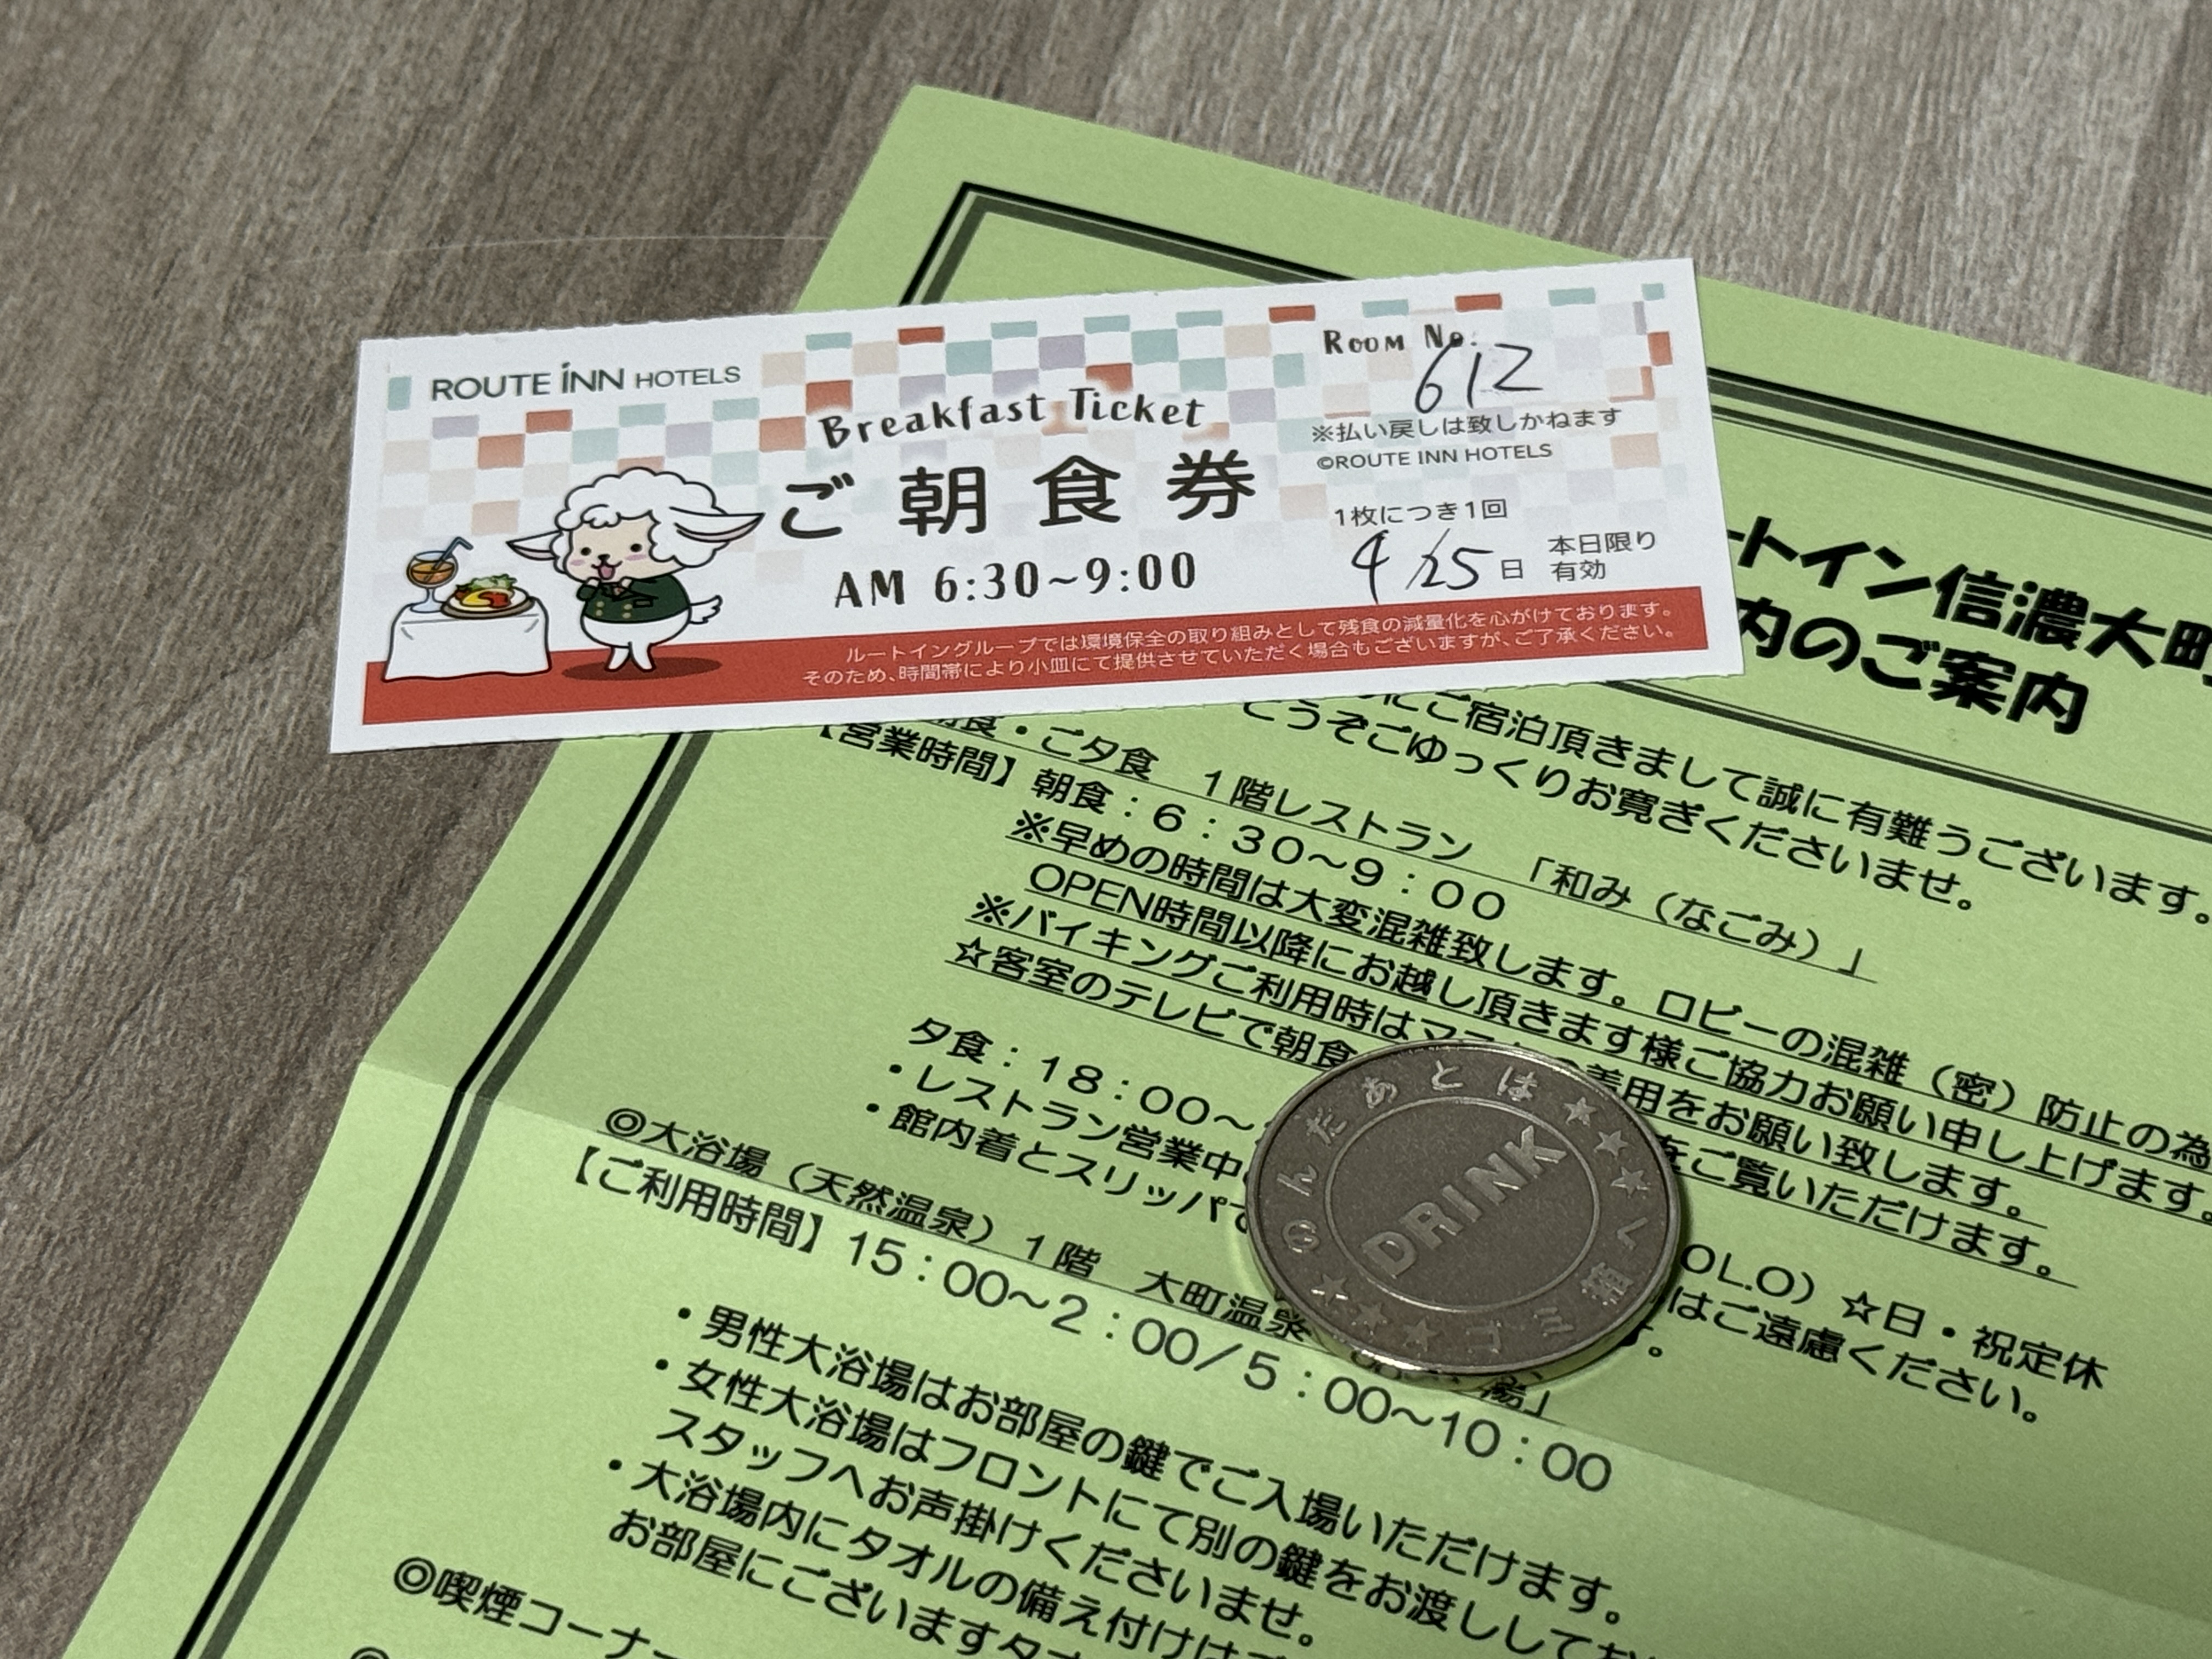 ROUTE INN HOTELS
Breakfast Ticket
ご朝食券
AM 6:30~9:00
ROOM No.
612
※払い戻しは致しかねます
©ROUTE INN HOTELS
1枚につき1回
4/25日
本日限り
有効
ルートイングループでは環境保全の取り組みとして残食の減量化を心がけております。
そのため、時間帯により小皿にて提供させていただく場合もございますが、ご了承ください。
ートイン信濃大町
内のご案内
にご宿泊頂きまして誠に有難うございます。
どうぞごゆっくりお寛ぎくださいませ。
朝食・ご夕食 1階レストラン 「和み（なごみ）」
【営業時間】朝食：6：30～9：00
※早めの時間は大変混雑致します。ロビーの混雑（密）防止の為
OPEN時間以降にお越し頂きます様ご協力お願い申し上げます。
※バイキングご利用時はマスクの着用をお願い致します。
☆客室のテレビで朝食 をご覧いただけます。
夕食：18：00～ OL.O）☆日・祝定休
・レストラン営業中 はご遠慮ください。
・館内着とスリッパで す。
◎大浴場（天然温泉）1階 大町温泉 湯」
【ご利用時間】15：00～2：00／5：00～10：00
・男性大浴場はお部屋の鍵でご入場いただけます。
・女性大浴場はフロントにて別の鍵をお渡ししてお
スタッフへお声掛けくださいませ。
・大浴場内にタオルの備え付けは
お部屋にございますタオ
◎喫煙コーナー
のんだあとは★★★
DRINK
★★★ゴミ箱へ